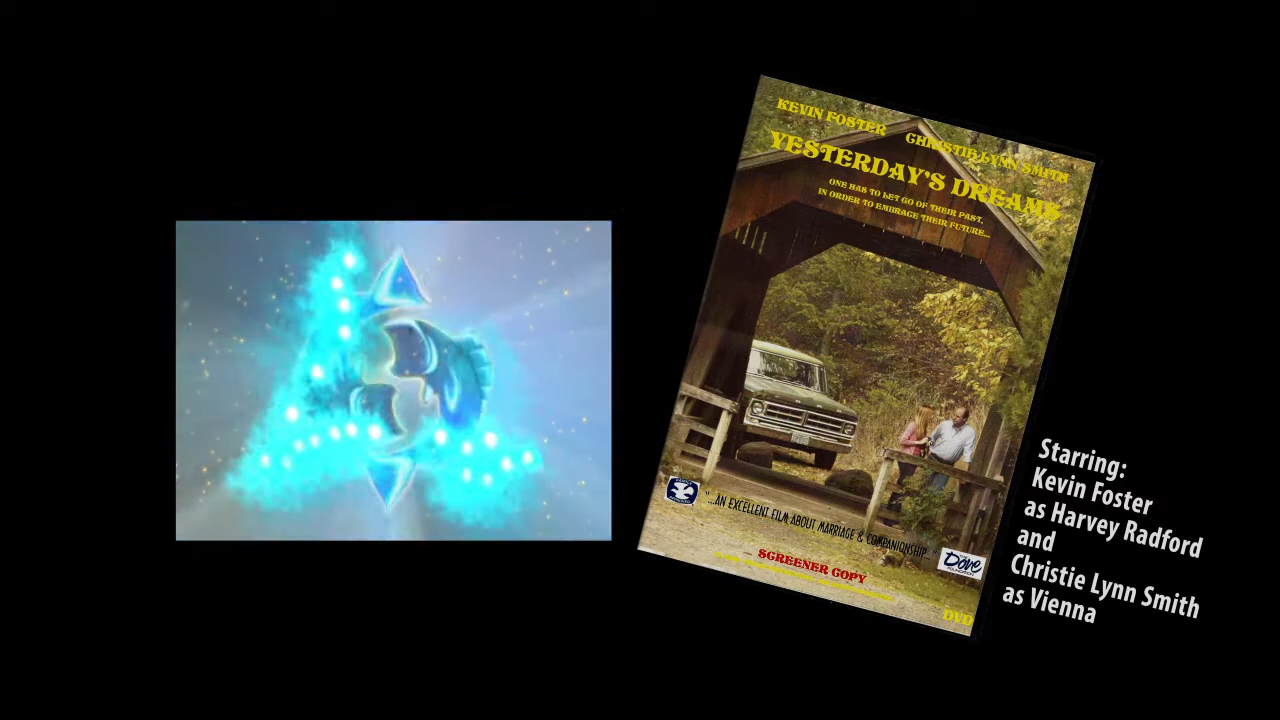 KEVIN FOSTER
CHRISTIE LYNN SMITH
YESTERDAY'S DREAMS
ONE HAS TO LET GO OF THEIR PAST,
IN ORDER TO EMBRACE THEIR FUTURE...
"...AN EXCELLENT FILM ABOUT MARRIAGE & COMPANIONSHIP..."
Dove
SCREENER COPY
DVD
Starring:
Kevin Foster
as Harvey Radford
and
Christie Lynn Smith
as Vienna